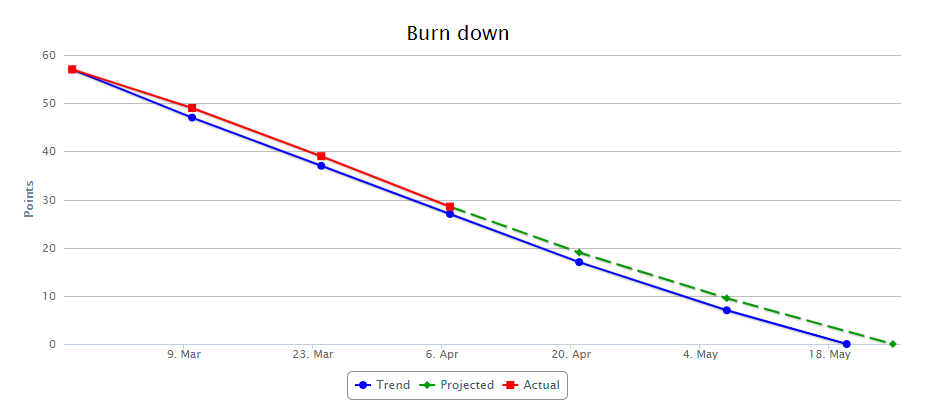 Burn down
Points
60
50
40
30
20
10
0
9. Mar 23. Mar 6. Apr 20. Apr 4. May 18. May
Trend Projected Actual